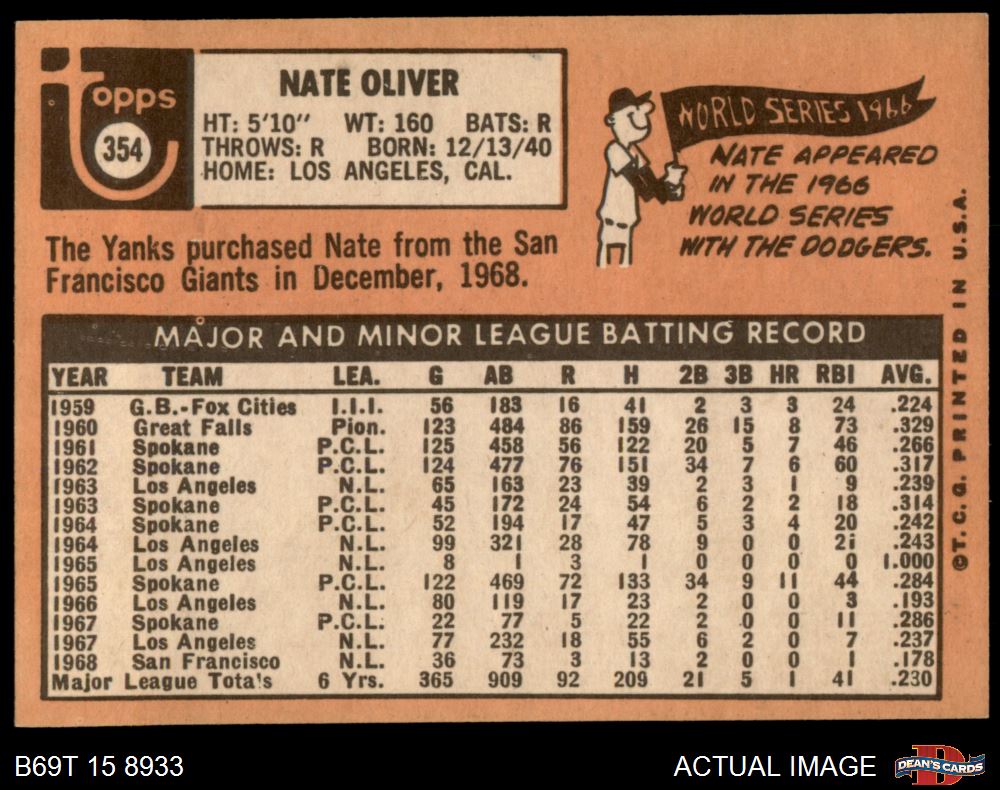 Topps
354
NATE OLIVER
HT: 5'10" WT: 160 BATS: R
THROWS: R BORN: 12/13/40
HOME: LOS ANGELES, CAL.
WORLD SERIES 1966
NATE APPEARED
IN THE 1966
WORLD SERIES
WITH THE DODGERS.
The Yanks purchased Nate from the San
Francisco Giants in December, 1968.
MAJOR AND MINOR LEAGUE BATTING RECORD
YEAR TEAM LEA. G AB R H 2B 3B HR RBI AVG.
1959 G.B.-Fox Cities I.I.I. 56 183 16 41 2 3 3 24 .224
1960 Great Falls Pion. 123 484 86 159 26 15 8 73 .329
1961 Spokane P.C.L. 125 458 56 122 20 5 7 46 .266
1962 Spokane P.C.L. 124 477 76 151 34 7 6 60 .317
1963 Los Angeles N.L. 65 163 23 39 2 3 1 9 .239
1963 Spokane P.C.L. 45 172 24 54 6 2 2 18 .314
1964 Spokane P.C.L. 52 194 17 47 5 3 4 20 .242
1964 Los Angeles N.L. 99 321 28 78 9 0 0 21 .243
1965 Los Angeles N.L. 8 1 3 1 0 0 0 0 1.000
1965 Spokane P.C.L. 122 469 72 133 34 9 11 44 .284
1966 Los Angeles N.L. 80 119 17 23 2 0 0 3 .193
1967 Spokane P.C.L. 22 77 5 22 2 0 0 11 .286
1967 Los Angeles N.L. 77 232 18 55 6 2 0 7 .237
1968 San Francisco N.L. 36 73 3 13 2 0 0 1 .178
Major League Tota's 6 Yrs. 365 909 92 209 21 5 1 41 .230
©T.C.G. PRINTED IN U.S.A.
B69T 15 8933
ACTUAL IMAGE
DEAN'S CARDS